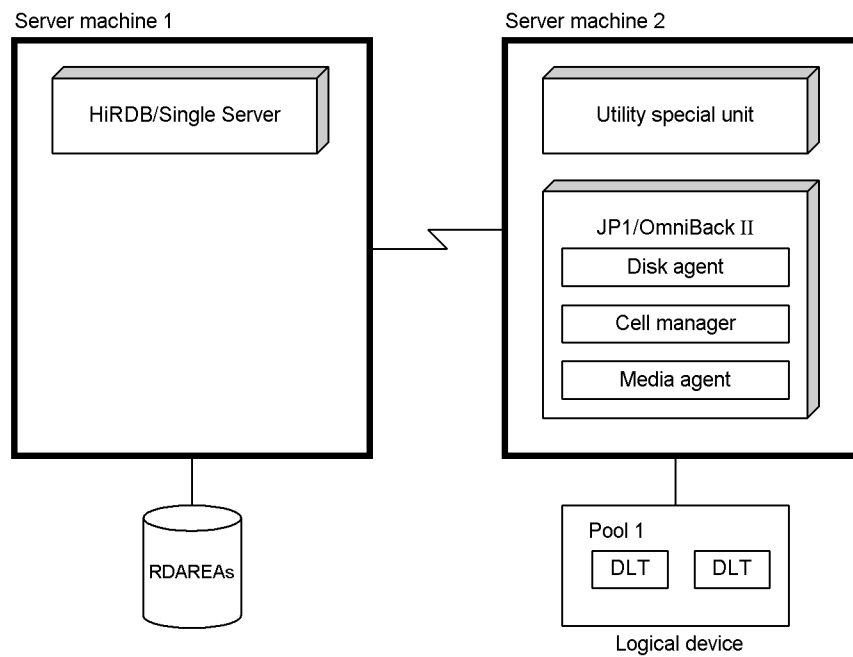 Server machine 1
HiRDB/Single Server
RDAREAs
Server machine 2
Utility special unit
JP1/OmniBack II
Disk agent
Cell manager
Media agent
Pool 1
DLT
DLT
Logical device